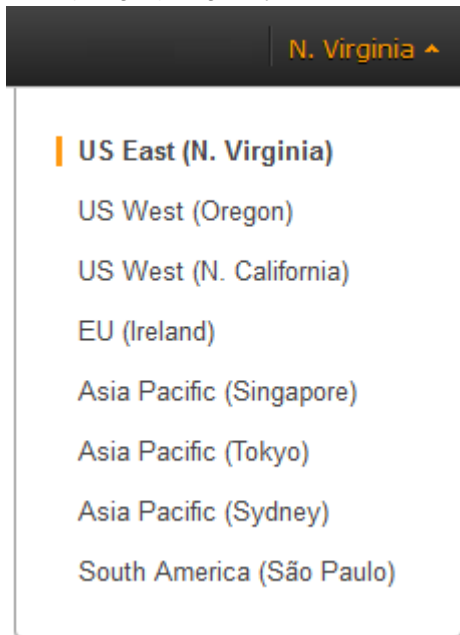 N. Virginia
US East (N. Virginia)
US West (Oregon)
US West (N. California)
EU (Ireland)
Asia Pacific (Singapore)
Asia Pacific (Tokyo)
Asia Pacific (Sydney)
South America (São Paulo)